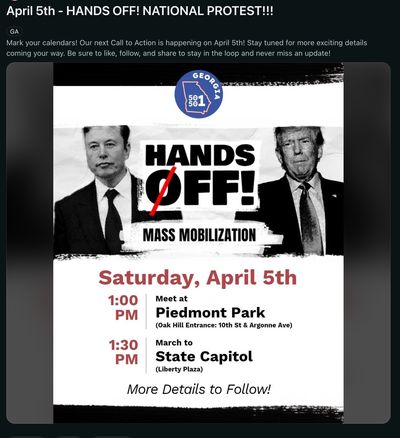 April 5th - HANDS OFF! NATIONAL PROTEST!!!
GA
Mark your calendars! Our next Call to Action is happening on April 5th! Stay tuned for more exciting details
coming your way. Be sure to like, follow, and share to stay in the loop and never miss an update!
GEORGIA
50
50
1
HANDS
OFF!
MASS MOBILIZATION
Saturday, April 5th
1:00
PM
Meet at
Piedmont Park
(Oak Hill Entrance: 10th St & Argonne Ave)
1:30
PM
March to
State Capitol
(Liberty Plaza)
More Details to Follow!